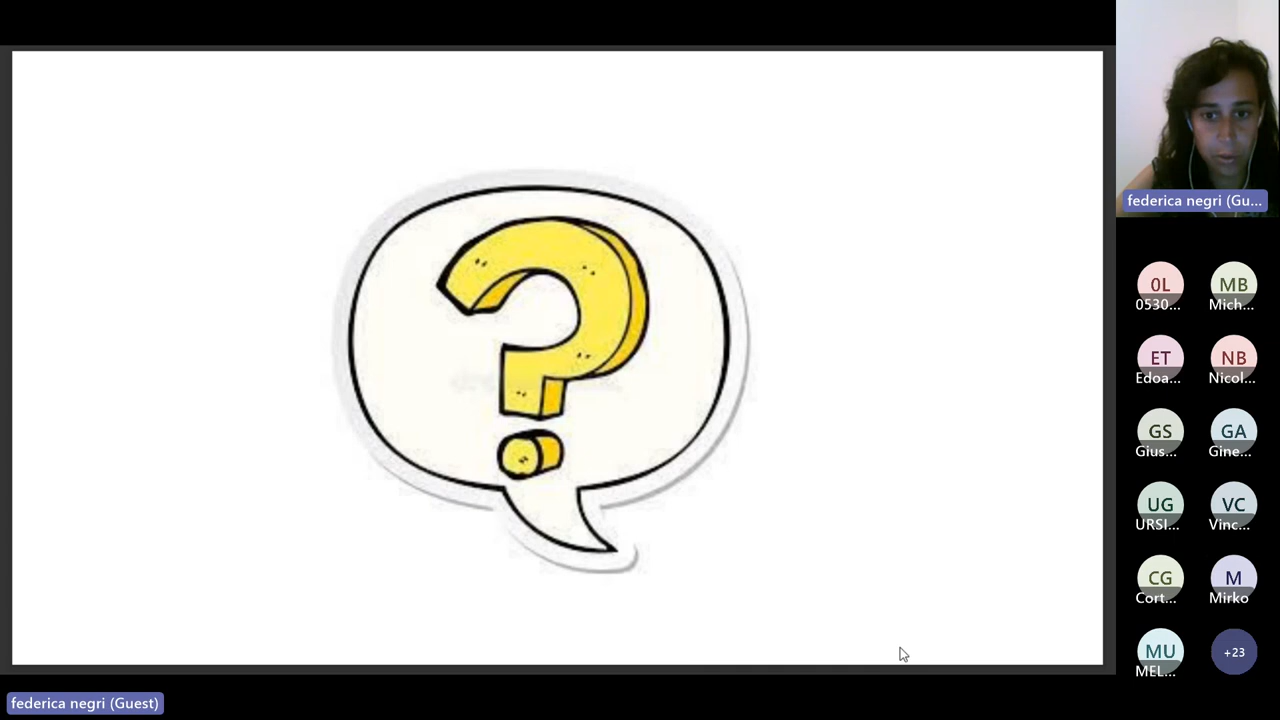 ?
federica negri (Gu...
0L
MB
0530...
Mich...
ET
NB
Edoa...
Nicol...
GS
GA
Gius...
Gine...
UG
VC
URSI...
Vinc...
CG
M
Cort...
Mirko
MU
+23
MEL...
federica negri (Guest)